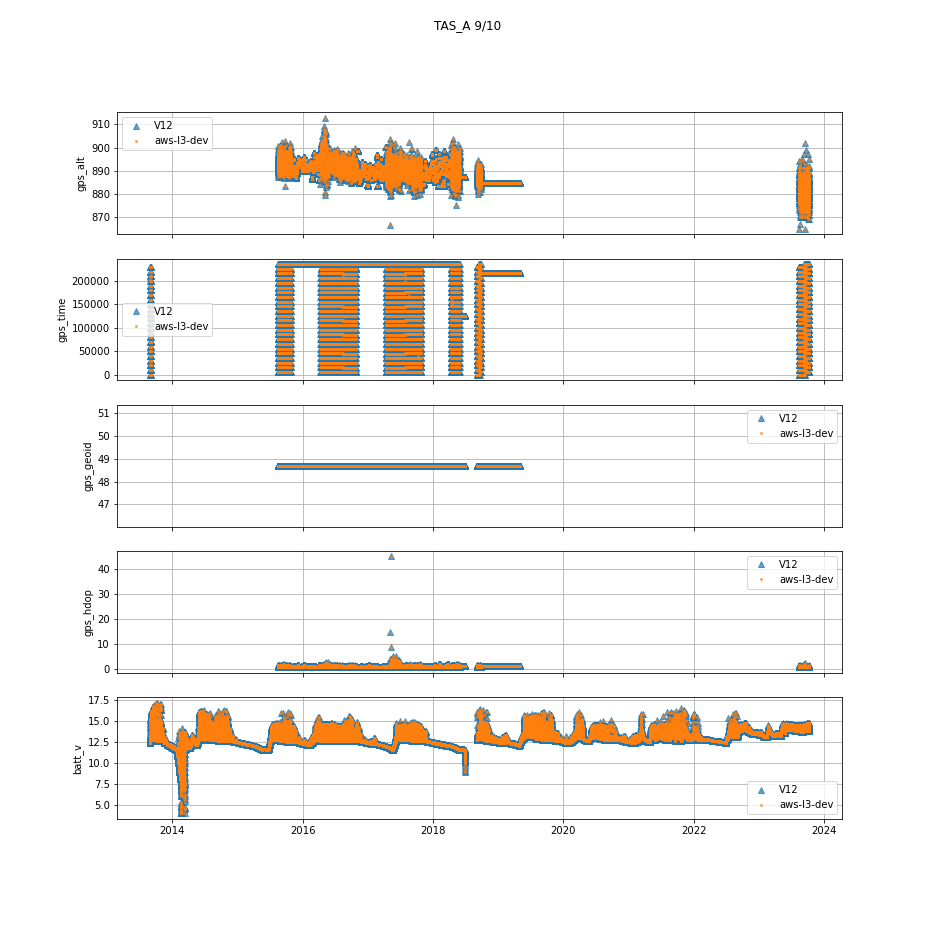 TAS_A 9/10
910
900
890
880
870
gps_alt
V12
aws-l3-dev
200000
150000
100000
50000
0
gps_time
V12
aws-l3-dev
51
50
49
48
47
gps_geoid
V12
aws-l3-dev
40
30
20
10
0
gps_hdop
V12
aws-l3-dev
17.5
15.0
12.5
10.0
7.5
5.0
batt_v
V12
aws-l3-dev
2014 2016 2018 2020 2022 2024